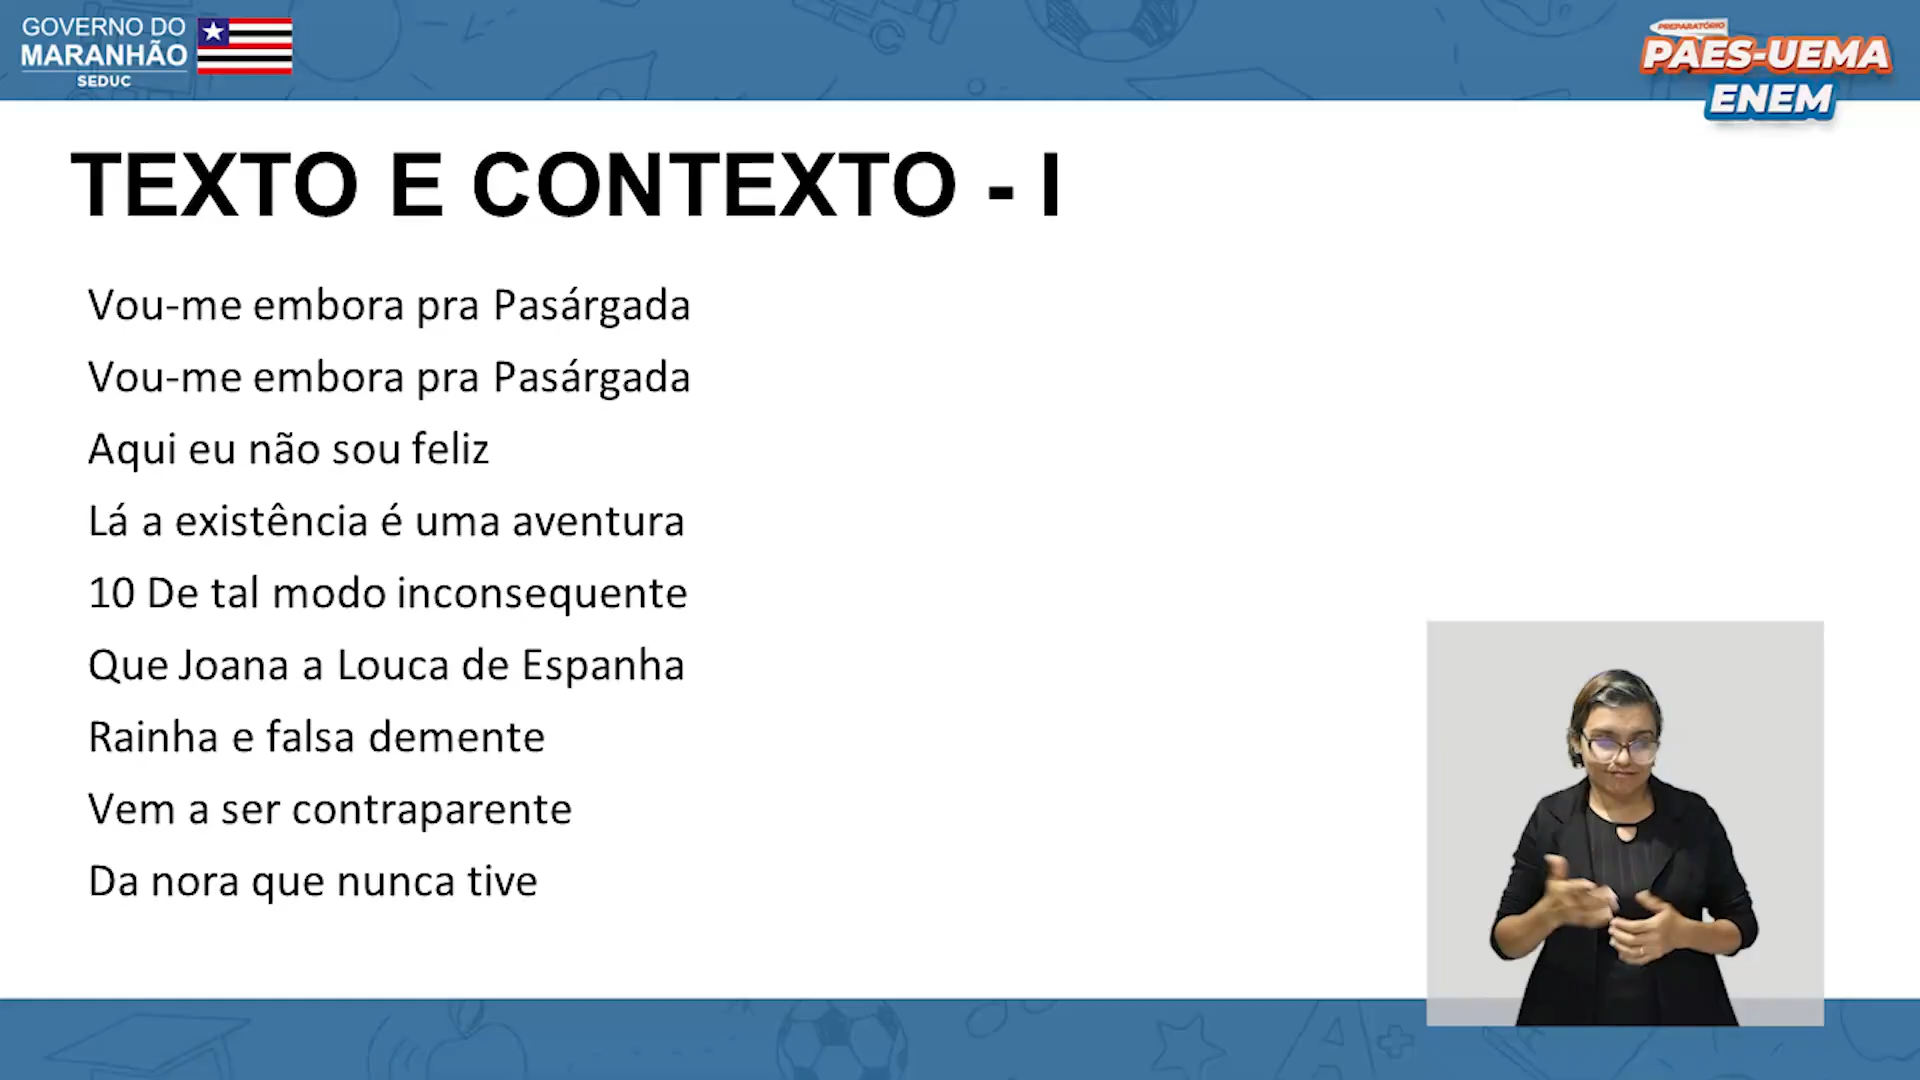 GOVERNO DO
MARANHÃO
SEDUC
PREPARATÓRIO
PAES-UEMA
ENEM
TEXTO E CONTEXTO - I
Vou-me embora pra Pasárgada
Vou-me embora pra Pasárgada
Aqui eu não sou feliz
Lá a existência é uma aventura
10 De tal modo inconsequente
Que Joana a Louca de Espanha
Rainha e falsa demente
Vem a ser contraparente
Da nora que nunca tive